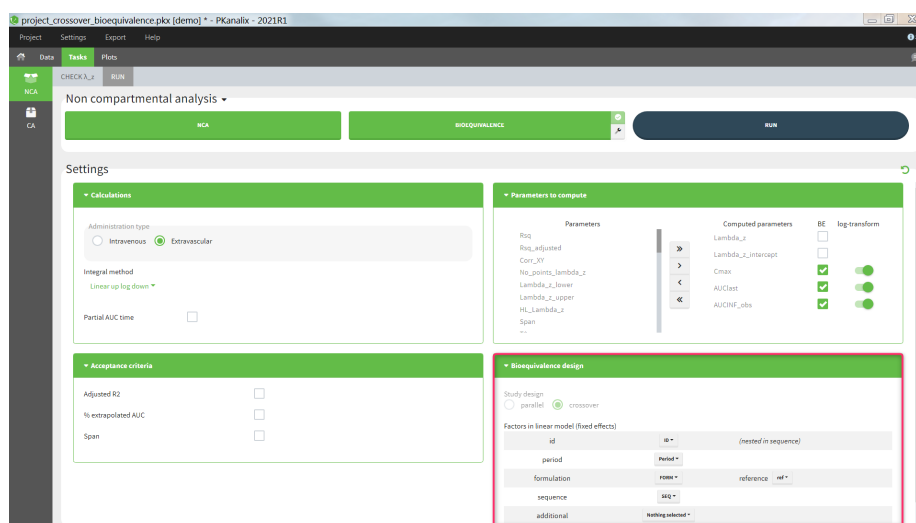 project_crossover_bioequivalence.pkx [demo] * - PKanalix - 2021R1
Project Settings Export Help
Data Tasks Plots
NCA
CA
CHECK λ_z RUN
Non compartmental analysis
NCA BIOEQUIVALENCE RUN
Settings
Calculations
Administration type
Intravenous Extravascular
Integral method
Linear up log down
Partial AUC time
Parameters to compute
Parameters Computed parameters BE log-transform
Rsq
Rsq_adjusted
Corr_XY
No_points_lambda_z
Lambda_z_lower
Lambda_z_upper
HL_Lambda_z
Span
» 
>
<
«
Lambda_z
Lambda_z_intercept
Cmax
AUClast
AUCINF_obs
Acceptance criteria
Adjusted R2
% extrapolated AUC
Span
Bioequivalence design
Study design
parallel crossover
Factors in linear model (fixed effects)
id ID (nested in sequence)
period Period
formulation FORM reference ref
sequence SEQ
additional Nothing selected